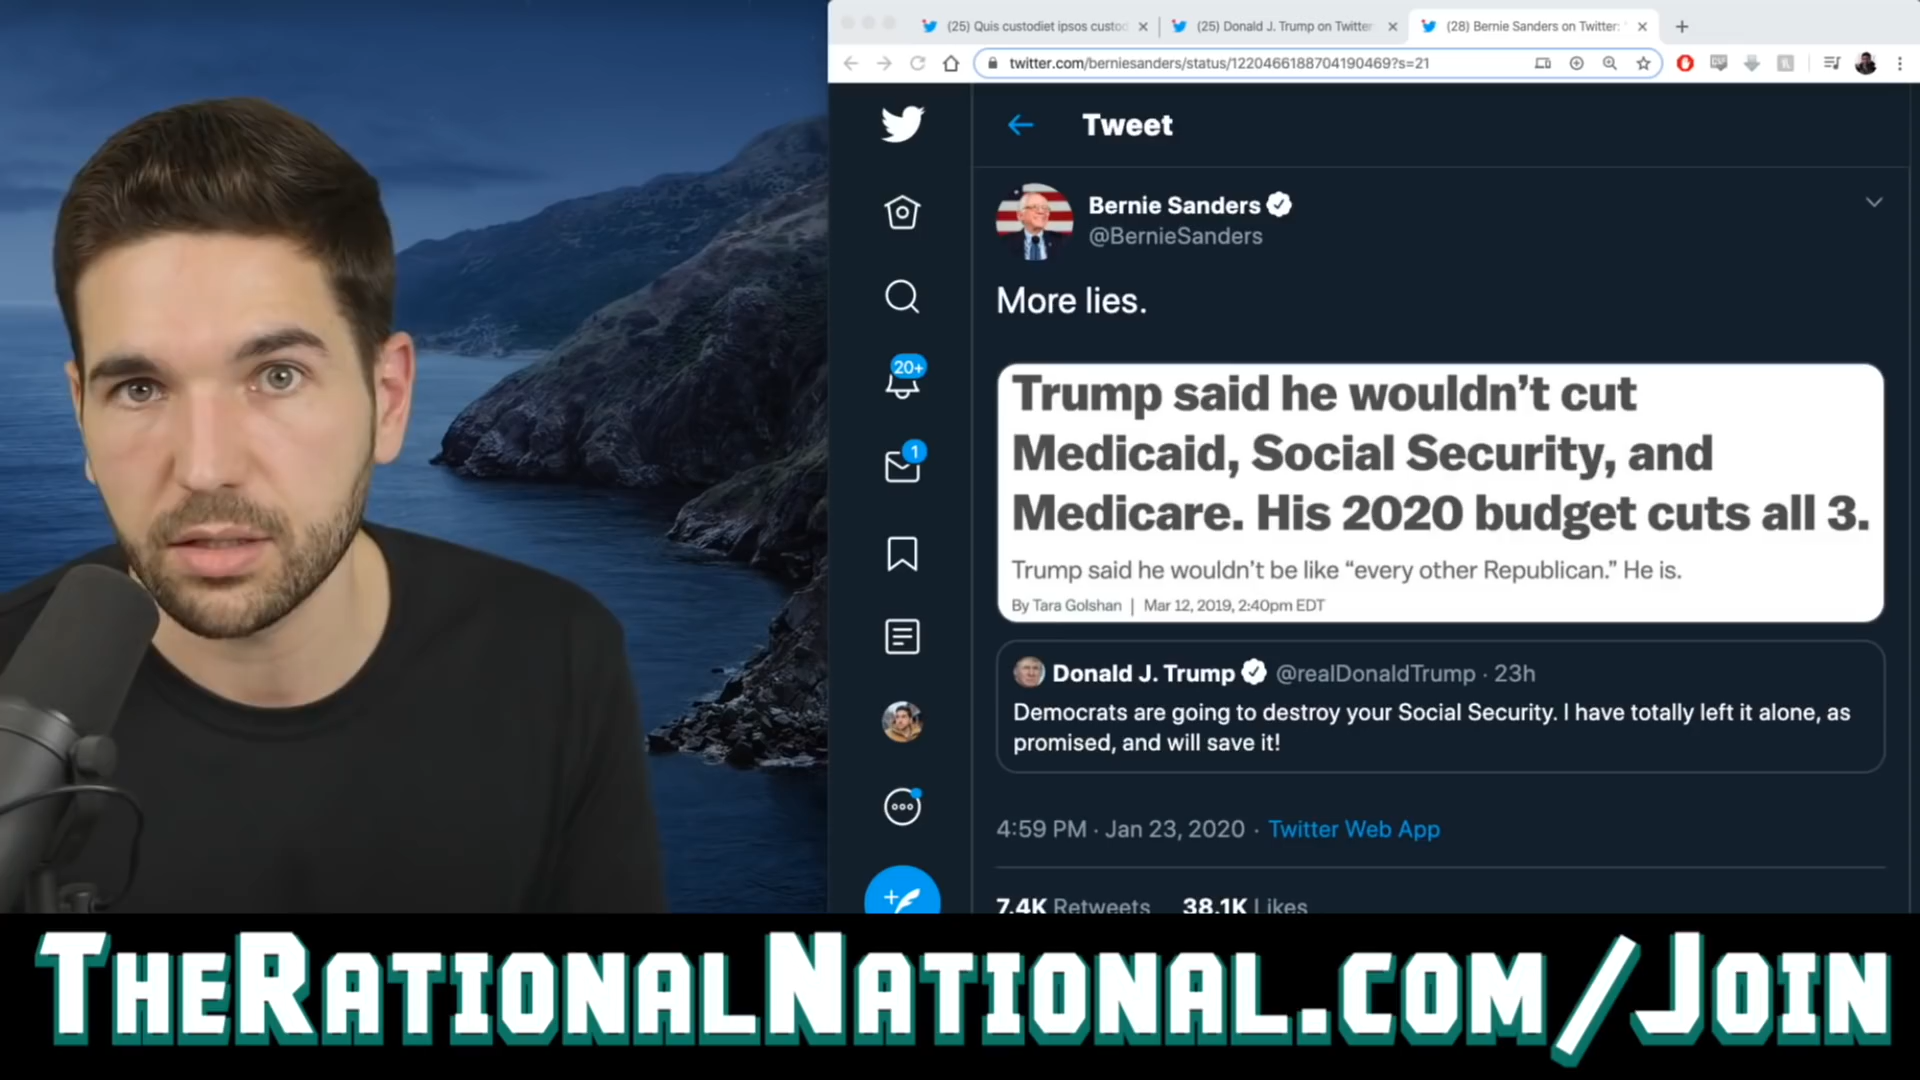 (25) Quis custodiet ipsos custod
(25) Donald J. Trump on Twitter
(28) Bernie Sanders on Twitter: "
twitter.com/berniesanders/status/1220466188704190469?s=21
Tweet
Bernie Sanders
@BernieSanders
More lies.
20+
1
Trump said he wouldn't cut
Medicaid, Social Security, and
Medicare. His 2020 budget cuts all 3.
Trump said he wouldn't be like “every other Republican.” He is.
By Tara Golshan | Mar 12, 2019, 2:40pm EDT
Donald J. Trump @realDonaldTrump · 23h
Democrats are going to destroy your Social Security. I have totally left it alone, as
promised, and will save it!
4:59 PM · Jan 23, 2020 · Twitter Web App
7.4K Retweets 38.1K Likes
TheRationalNational.com/Join